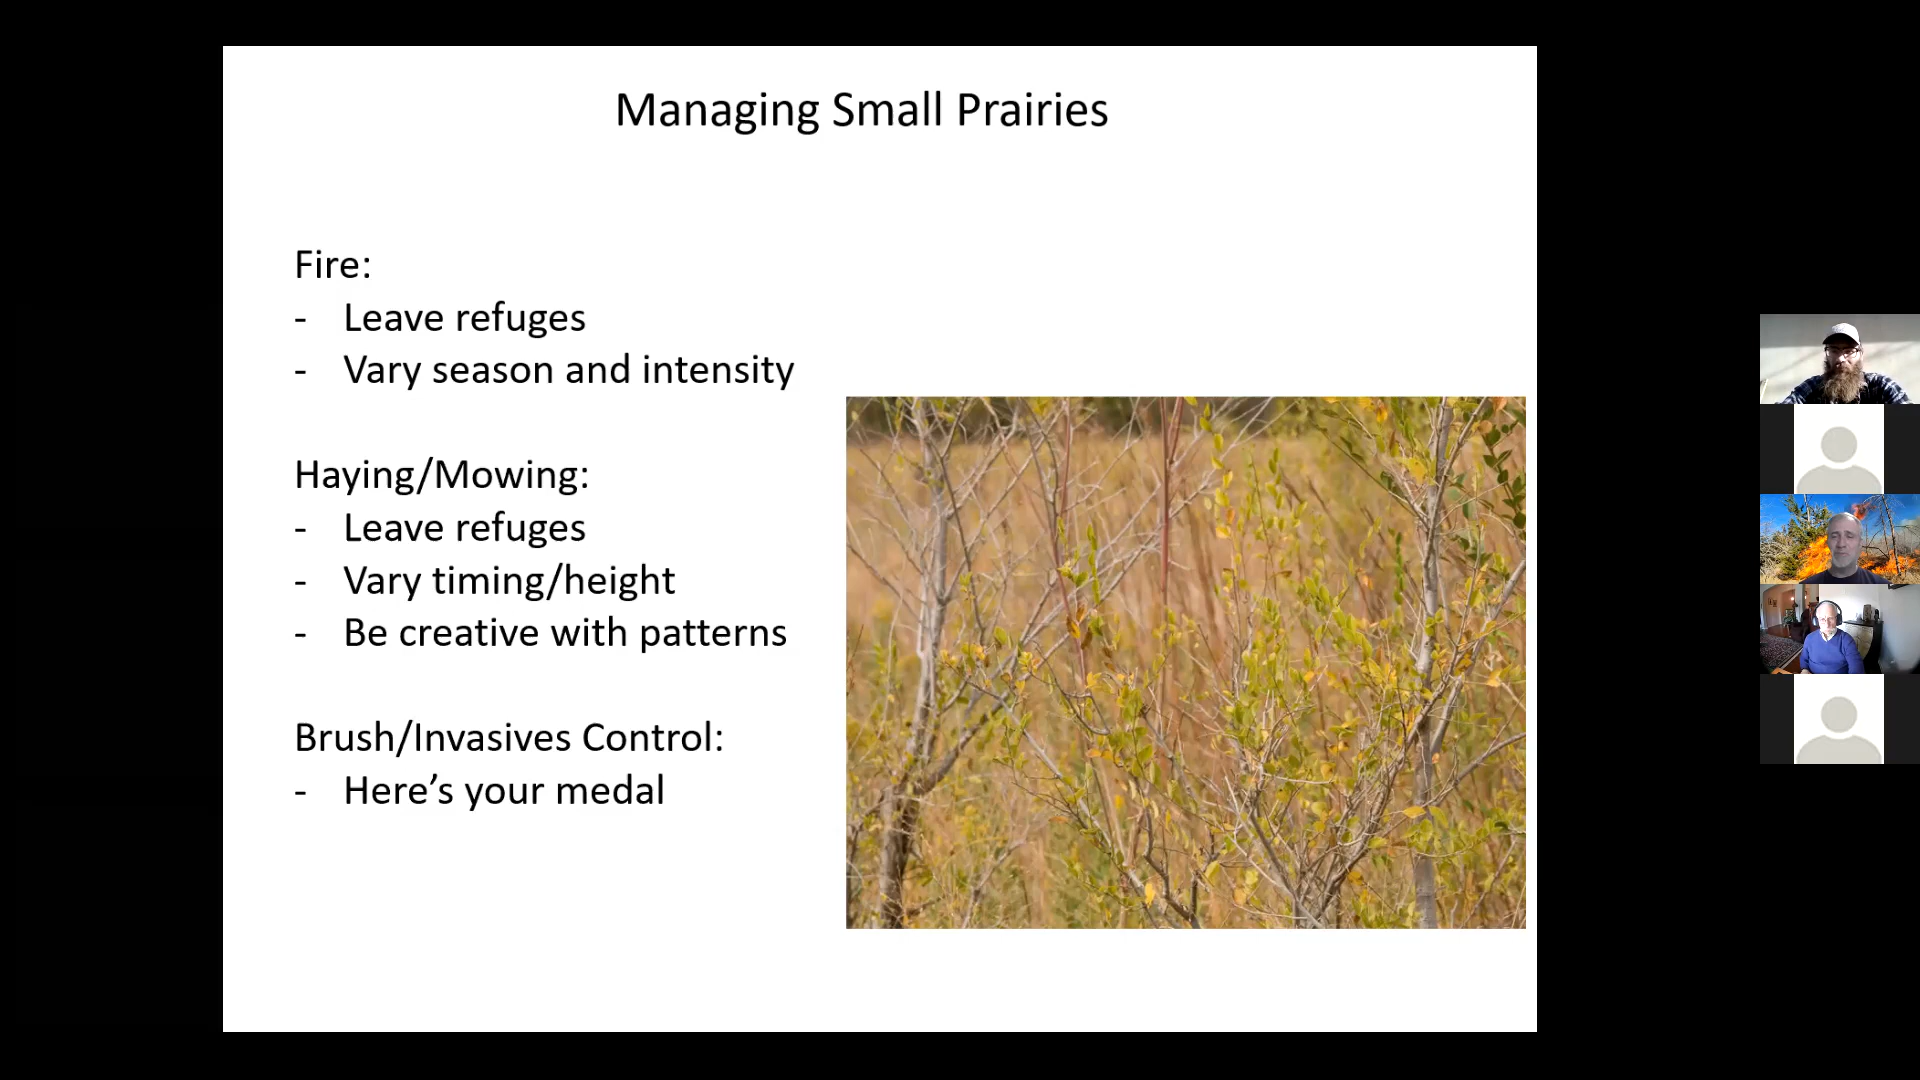 Managing Small Prairies
Fire:
- Leave refuges
- Vary season and intensity
Haying/Mowing:
- Leave refuges
- Vary timing/height
- Be creative with patterns
Brush/Invasives Control:
- Here’s your medal